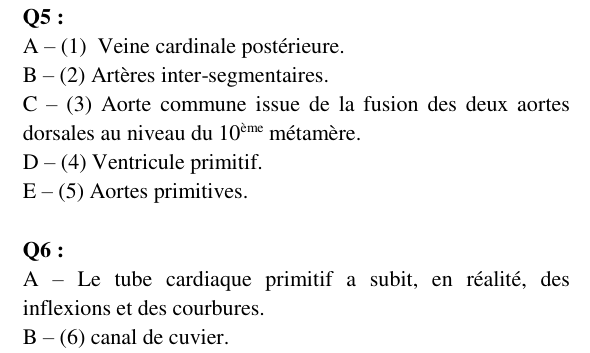 Q5 :
A – (1) Veine cardinale postérieure.
B – (2) Artères inter-segmentaires.
C – (3) Aorte commune issue de la fusion des deux aortes
dorsales au niveau du 10ème métamère.
D – (4) Ventricule primitif.
E – (5) Aortes primitives.
Q6 :
A – Le tube cardiaque primitif a subit, en réalité, des
inflexions et des courbures.
B – (6) canal de cuvier.